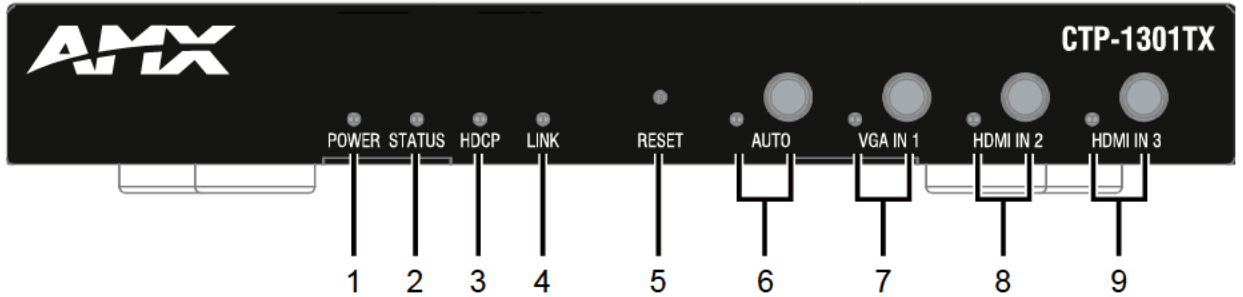 AMX
CTP-1301TX
POWER STATUS HDCP LINK RESET AUTO VGA IN 1 HDMI IN 2 HDMI IN 3
1 2 3 4 5 6 7 8 9